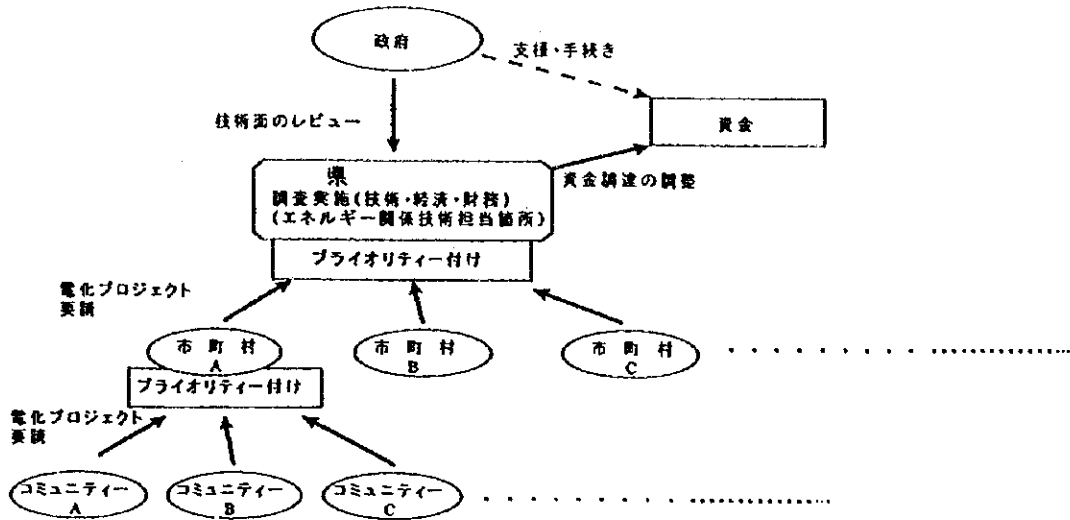 政府
支援・手続き
技術面のレビュー
資金
県
調査実施(技術・経済・財務)
(エネルギー関係技術担当箇所)
資金調達の調整
プライオリティー付け
電化プロジェクト
要請
市町村
A
市町村
B
市町村
C
プライオリティー付け
電化プロジェクト
要請
コミュニティー
A
コミュニティー
B
コミュニティー
C